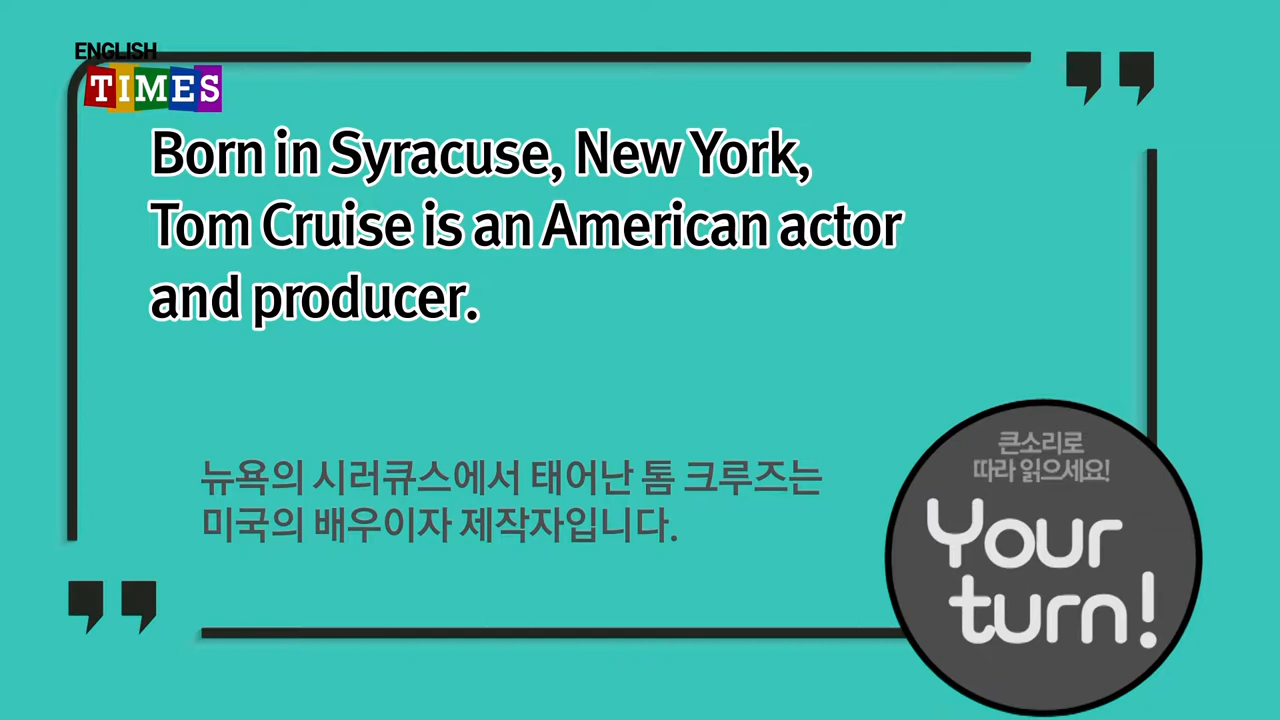 ENGLISH
TIMES
Born in Syracuse, New York,
Tom Cruise is an American actor
and producer.
뉴욕의 시러큐스에서 태어난 톰 크루즈는
미국의 배우이자 제작자입니다.
큰소리로
따라 읽으세요!
Your
turn!